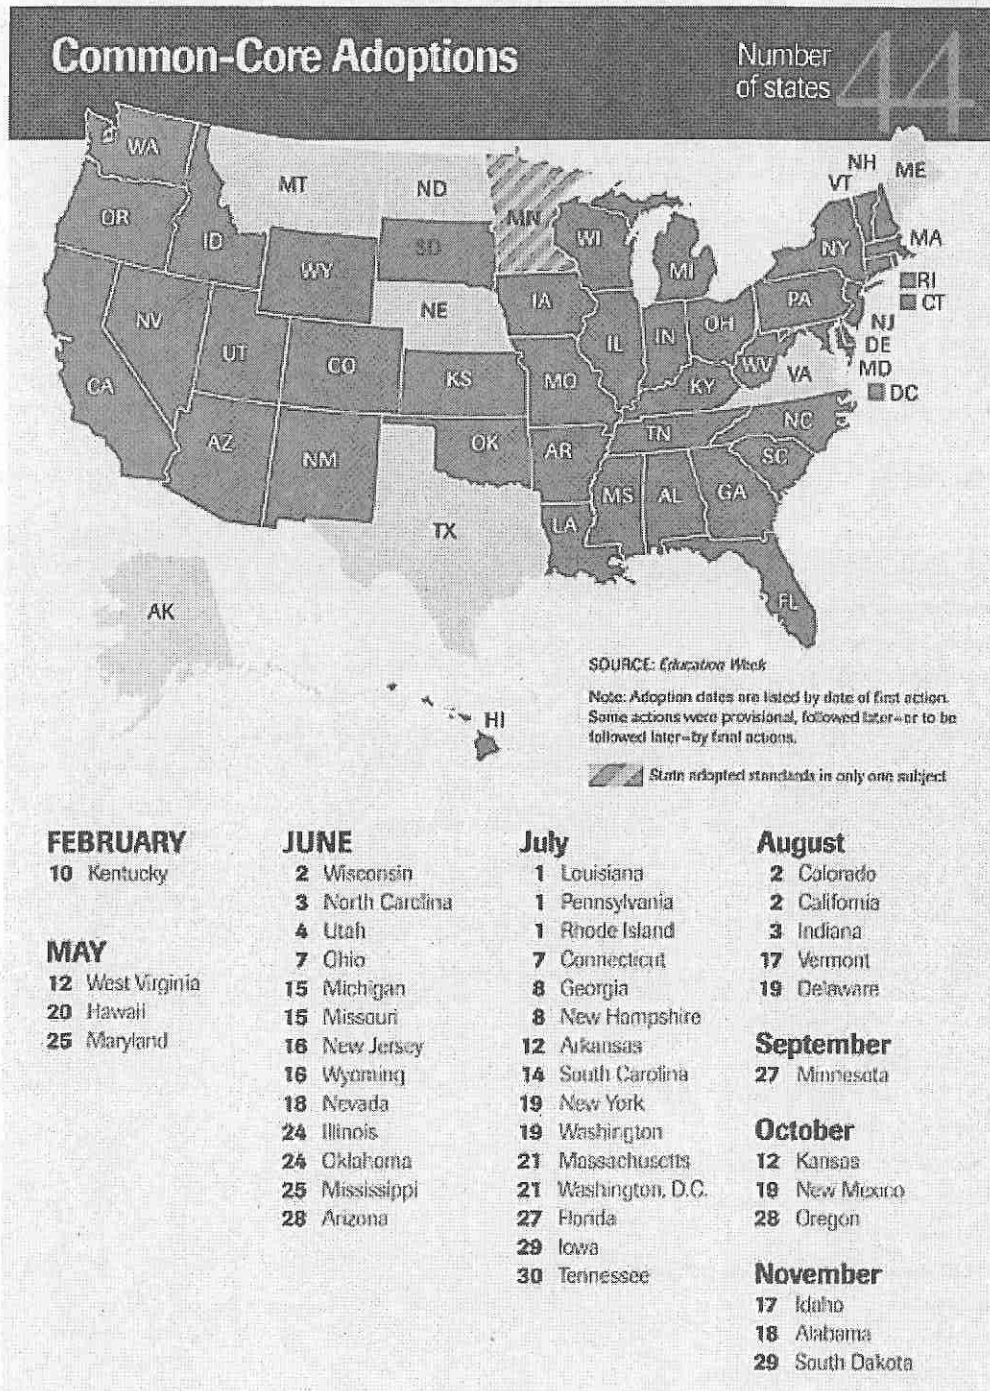 Common-Core Adoptions
Number
of states 44
WA
MT
ND
MN
VT
NH
ME
OR
ID
WY
SD
WI
MI
NY
MA
RI
CT
NV
UT
CO
NE
IA
IL
IN
OH
PA
NJ
DE
MD
DC
CA
KS
MO
KY
WV
VA
AZ
NM
OK
AR
TN
NC
SC
TX
LA
MS
AL
GA
FL
AK
HI
SOURCE: Education Week
Note: Adoption dates are listed by date of first action.
Some actions were provisional, followed later–or to be
followed later–by final actions.
State adopted standards in only one subject
FEBRUARY
10 Kentucky
MAY
12 West Virginia
20 Hawaii
25 Maryland
JUNE
2 Wisconsin
3 North Carolina
4 Utah
7 Ohio
15 Michigan
15 Missouri
16 New Jersey
16 Wyoming
18 Nevada
24 Illinois
24 Oklahoma
25 Mississippi
28 Arizona
July
1 Louisiana
1 Pennsylvania
1 Rhode Island
7 Connecticut
8 Georgia
8 New Hampshire
12 Arkansas
14 South Carolina
19 New York
19 Washington
21 Massachusetts
21 Washington, D.C.
27 Florida
29 Iowa
30 Tennessee
August
2 Colorado
2 California
3 Indiana
17 Vermont
19 Delaware
September
27 Minnesota
October
12 Kansas
19 New Mexico
28 Oregon
November
17 Idaho
18 Alabama
29 South Dakota